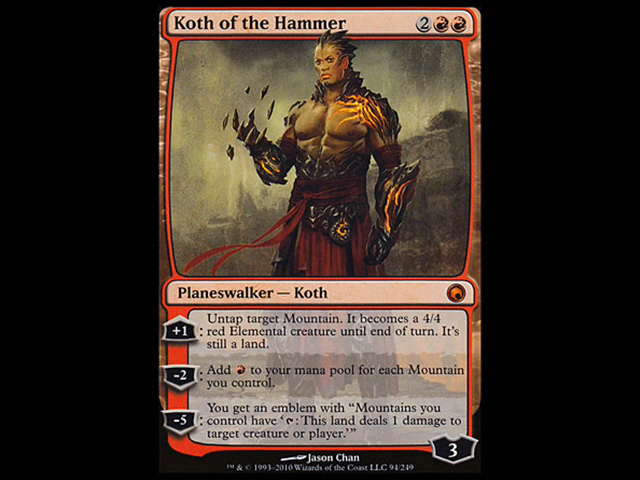 Koth of the Hammer 2
Planeswalker — Koth
Untap target Mountain. It becomes a 4/4
+1 : red Elemental creature until end of turn. It's
still a land.
-2 : Add to your mana pool for each Mountain
you control.
You get an emblem with “Mountains you
-5 : control have ‘ : This land deals 1 damage to
target creature or player.’”
3
Jason Chan
™ & © 1993–2010 Wizards of the Coast LLC 94/249